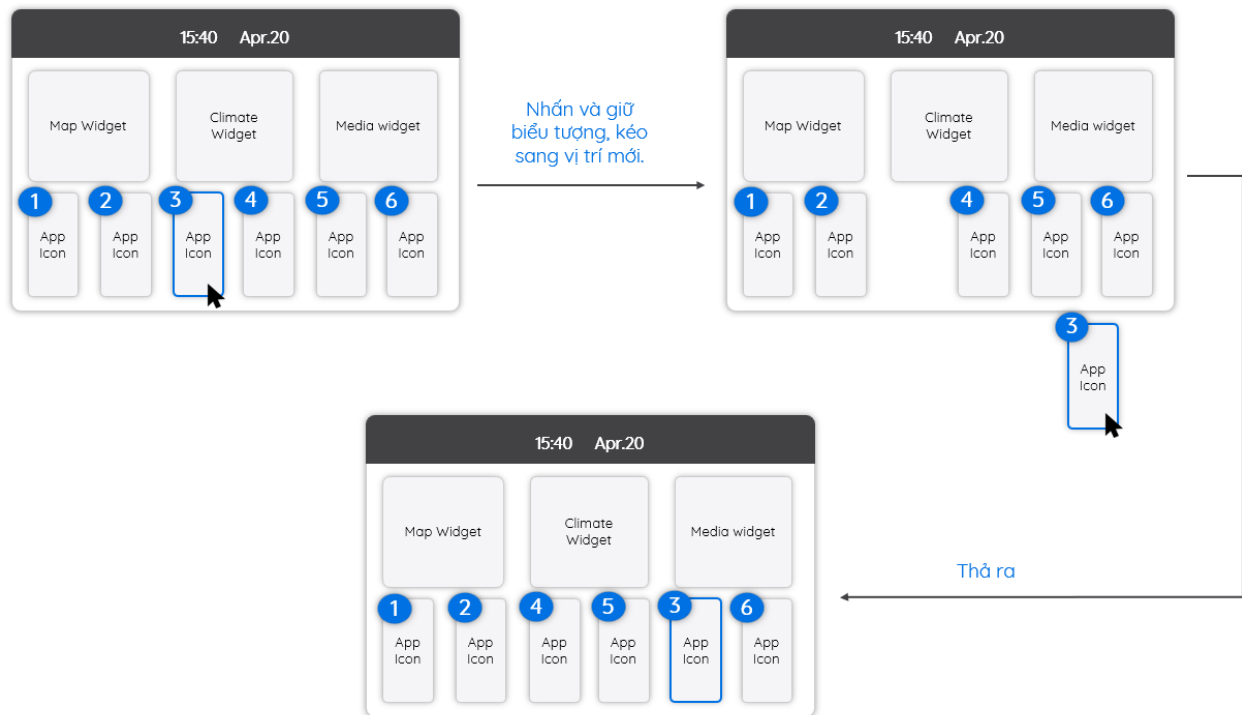 15:40 Apr.20
Map Widget
Climate
Widget
Media widget
1
2
3
4
5
6
App
Icon
App
Icon
App
Icon
App
Icon
App
Icon
App
Icon
Nhấn và giữ
biểu tượng, kéo
sang vị trí mới.
15:40 Apr.20
Map Widget
Climate
Widget
Media widget
1
2
4
5
6
App
Icon
App
Icon
App
Icon
App
Icon
App
Icon
3
App
Icon
Thả ra
15:40 Apr.20
Map Widget
Climate
Widget
Media widget
1
2
4
5
3
6
App
Icon
App
Icon
App
Icon
App
Icon
App
Icon
App
Icon